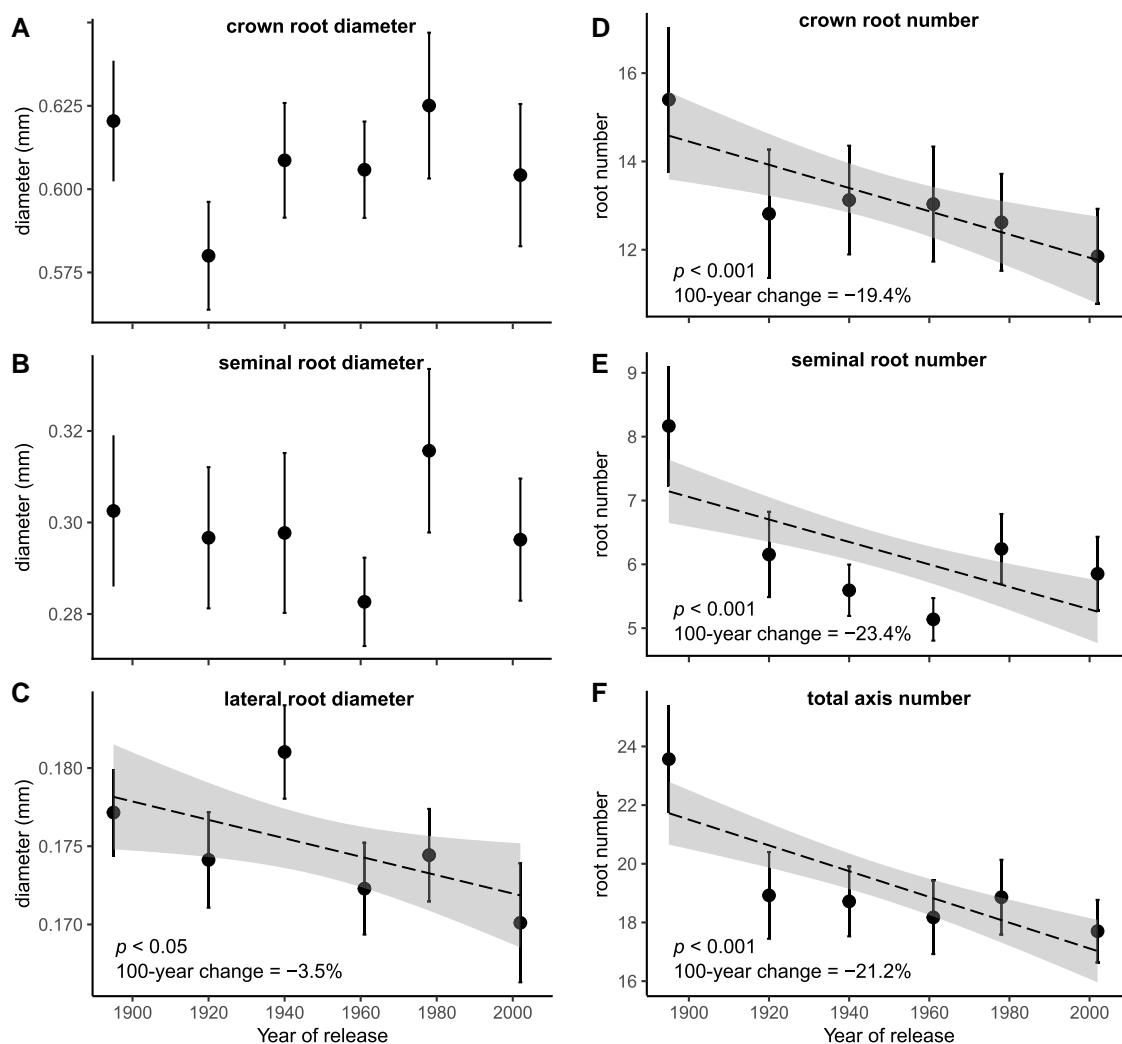 A
crown root diameter
diameter (mm)
0.625
0.600
0.575
B
seminal root diameter
diameter (mm)
0.32
0.30
0.28
C
lateral root diameter
diameter (mm)
0.180
0.175
0.170
p < 0.05
100-year change = −3.5%
1900 1920 1940 1960 1980 2000
Year of release
D
crown root number
root number
16
14
12
p < 0.001
100-year change = −19.4%
E
seminal root number
root number
9
8
7
6
5
p < 0.001
100-year change = −23.4%
F
total axis number
root number
24
22
20
18
16
p < 0.001
100-year change = −21.2%
1900 1920 1940 1960 1980 2000
Year of release